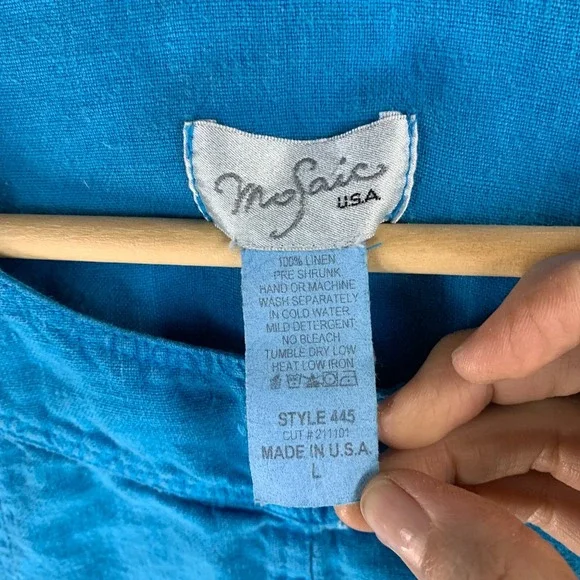 Mosaic
U.S.A.
100% LINEN
PRE SHRUNK
HAND OR MACHINE
WASH SEPARATELY
IN COLD WATER
MILD DETERGENT
NO BLEACH
TUMBLE DRY LOW
HEAT LOW IRON
STYLE 445
CUT # 211101
MADE IN U.S.A.
L